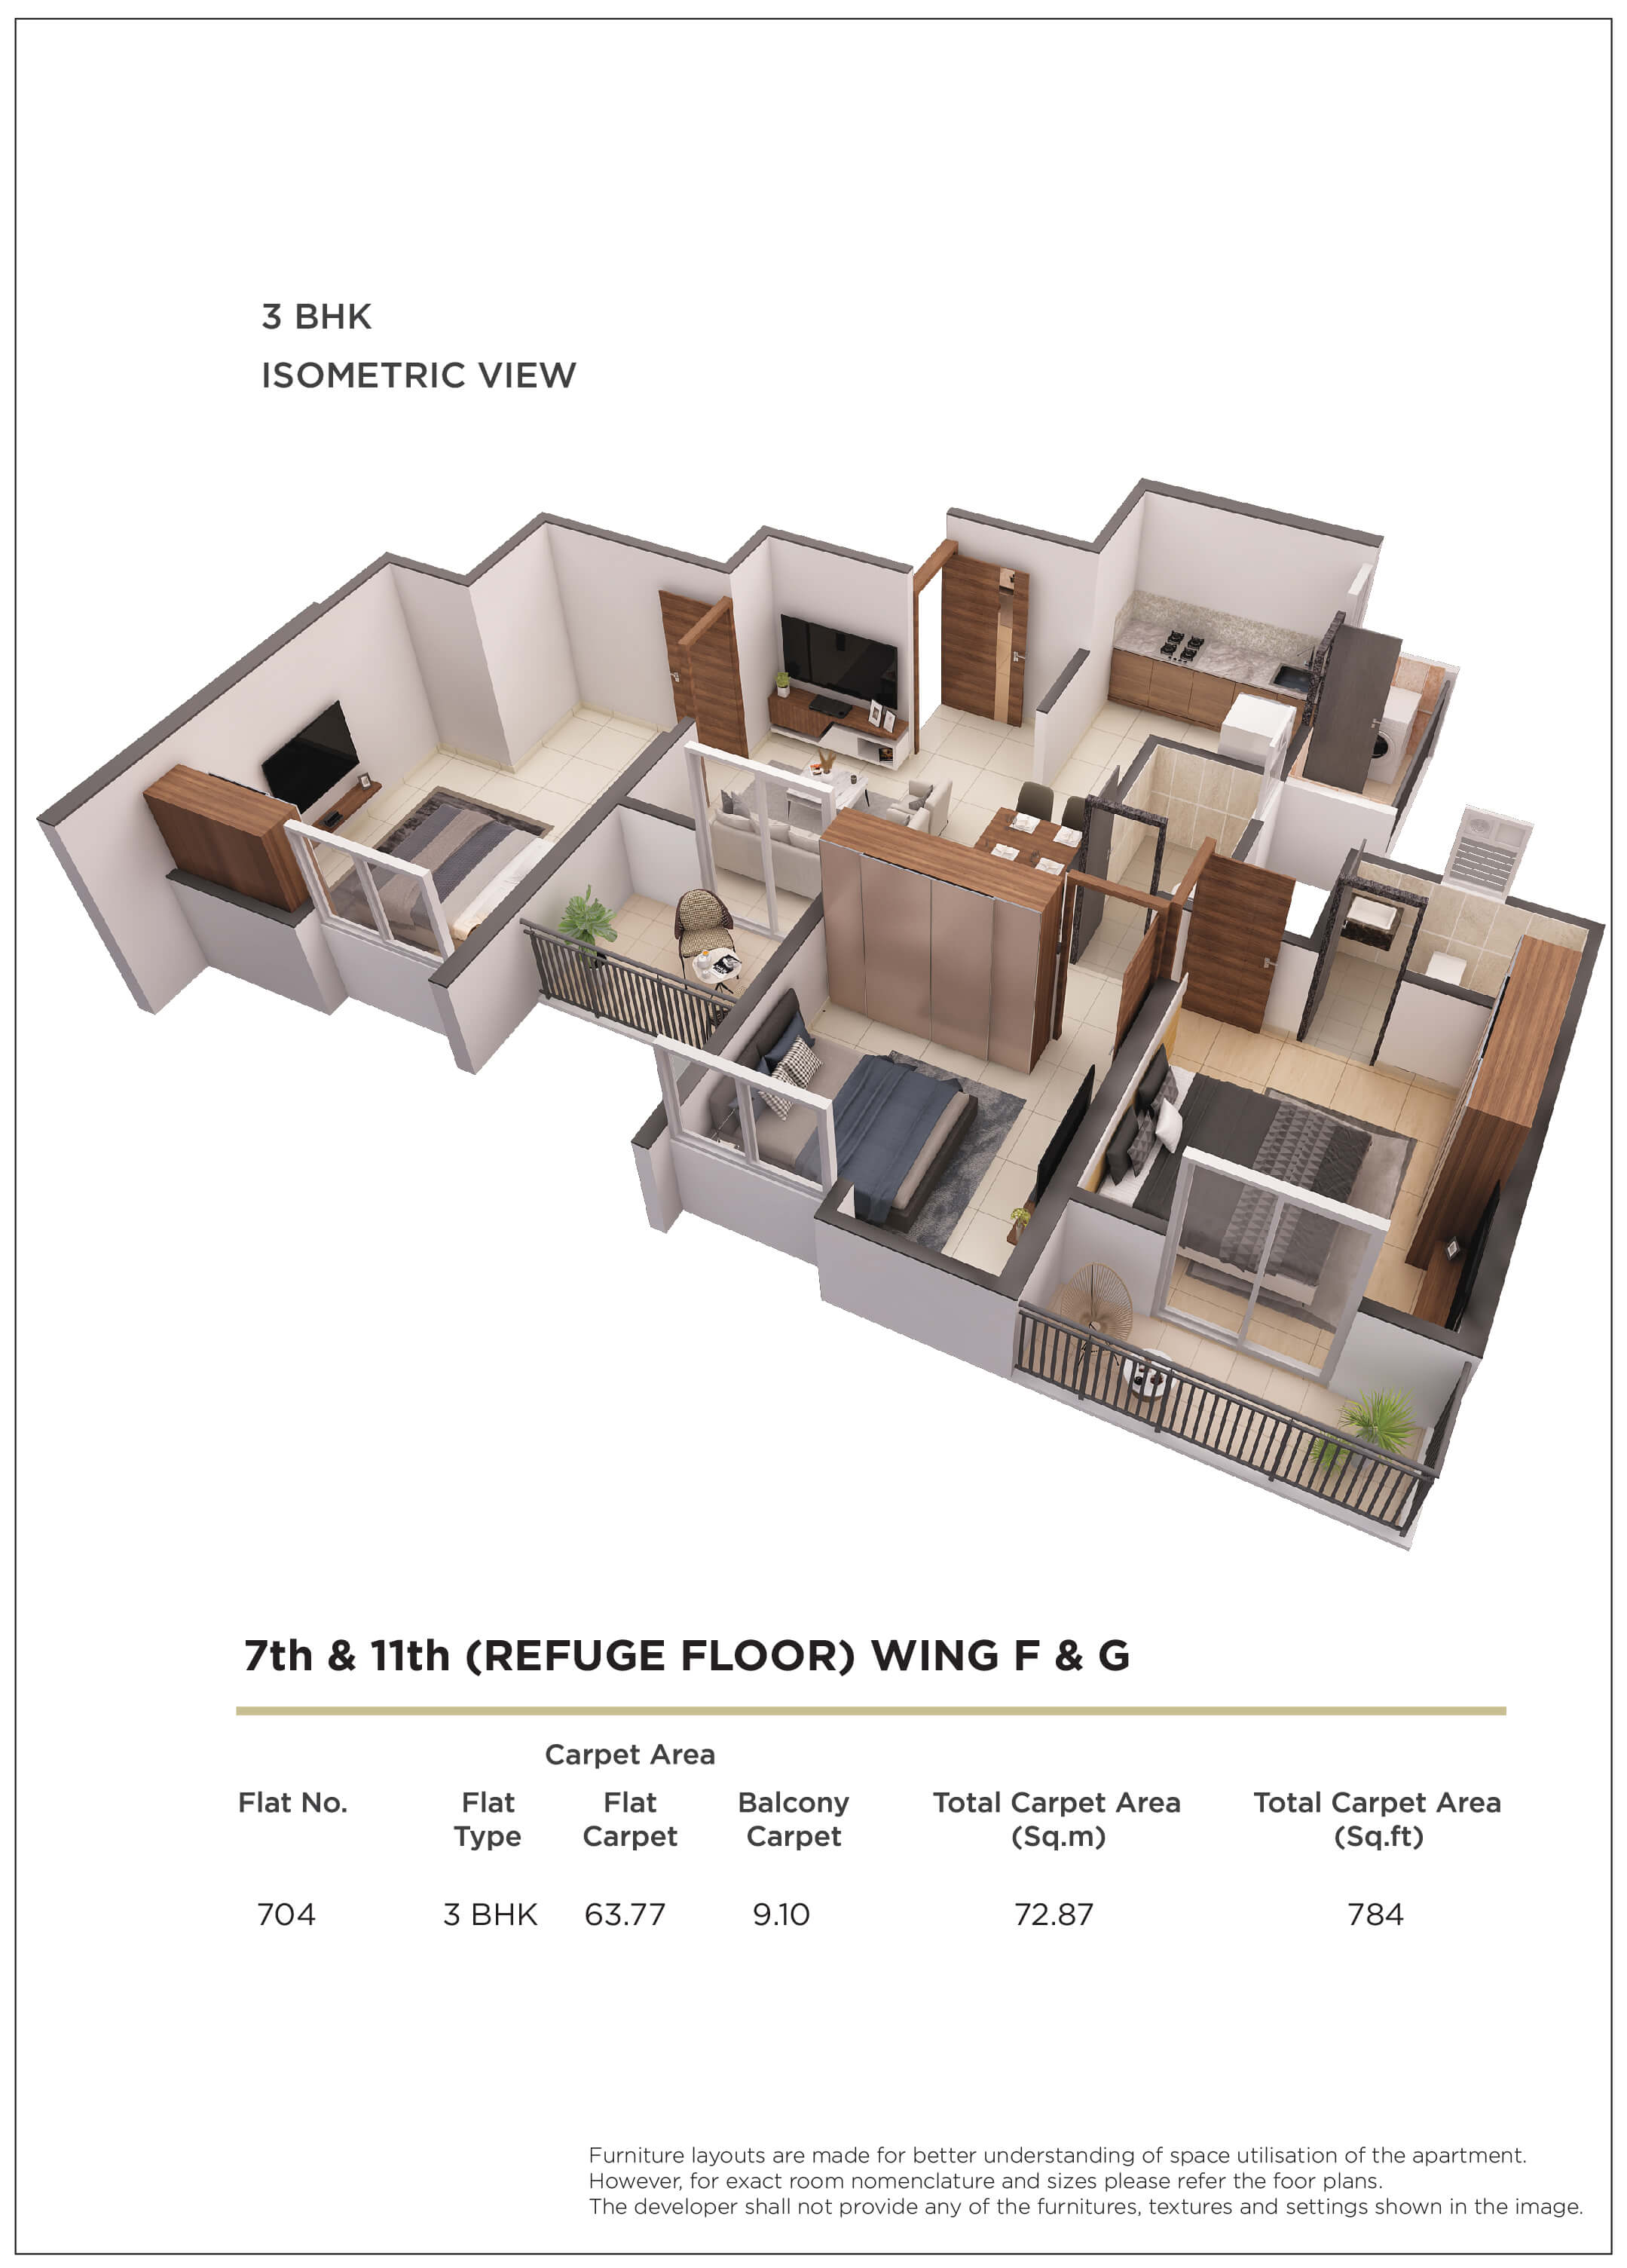 3 BHK
ISOMETRIC VIEW
7th & 11th (REFUGE FLOOR) WING F & G
Carpet Area
Flat No. Flat Type Flat Carpet Balcony Carpet Total Carpet Area (Sq.m) Total Carpet Area (Sq.ft)
704 3 BHK 63.77 9.10 72.87 784
Furniture layouts are made for better understanding of space utilisation of the apartment.
However, for exact room nomenclature and sizes please refer the foor plans.
The developer shall not provide any of the furnitures, textures and settings shown in the image.